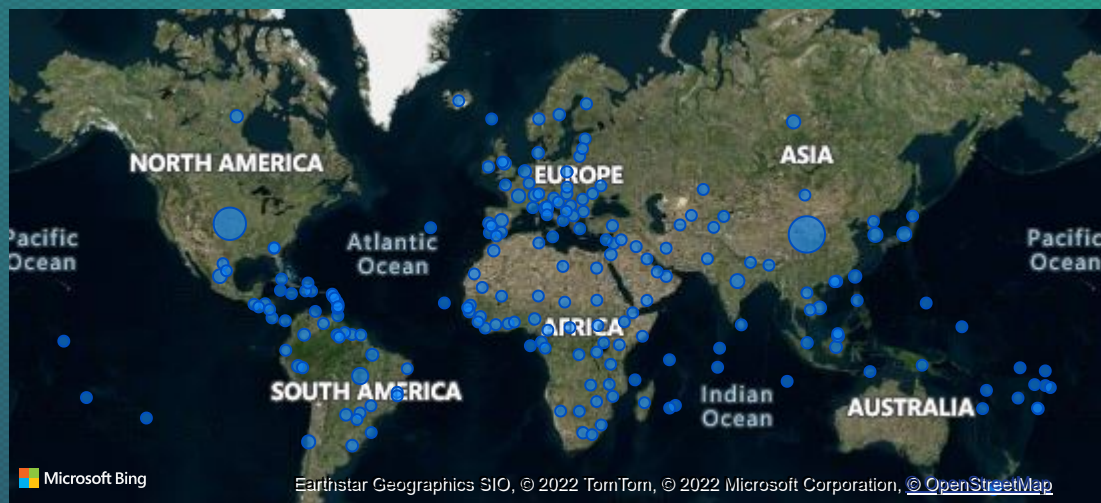 NORTH AMERICA
EUROPE
ASIA
Pacific
Ocean
Atlantic
Ocean
Pacific
Ocean
AFRICA
SOUTH AMERICA
Indian
Ocean
AUSTRALIA
Microsoft Bing
Earthstar Geographics SIO, © 2022 TomTom, © 2022 Microsoft Corporation, © OpenStreetMap